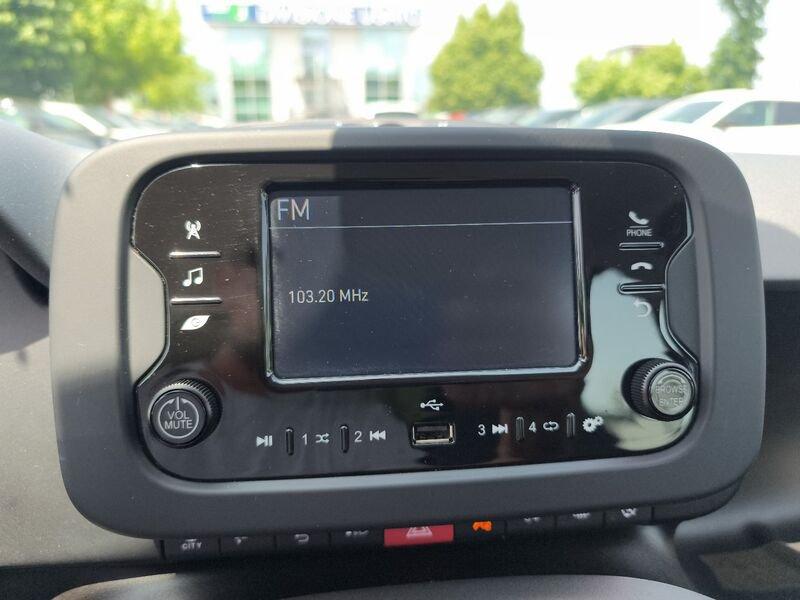 FM
PHONE
103.20 MHz
BROWSE
ENTER
VOL
MUTE
1
2
3
4
CITY